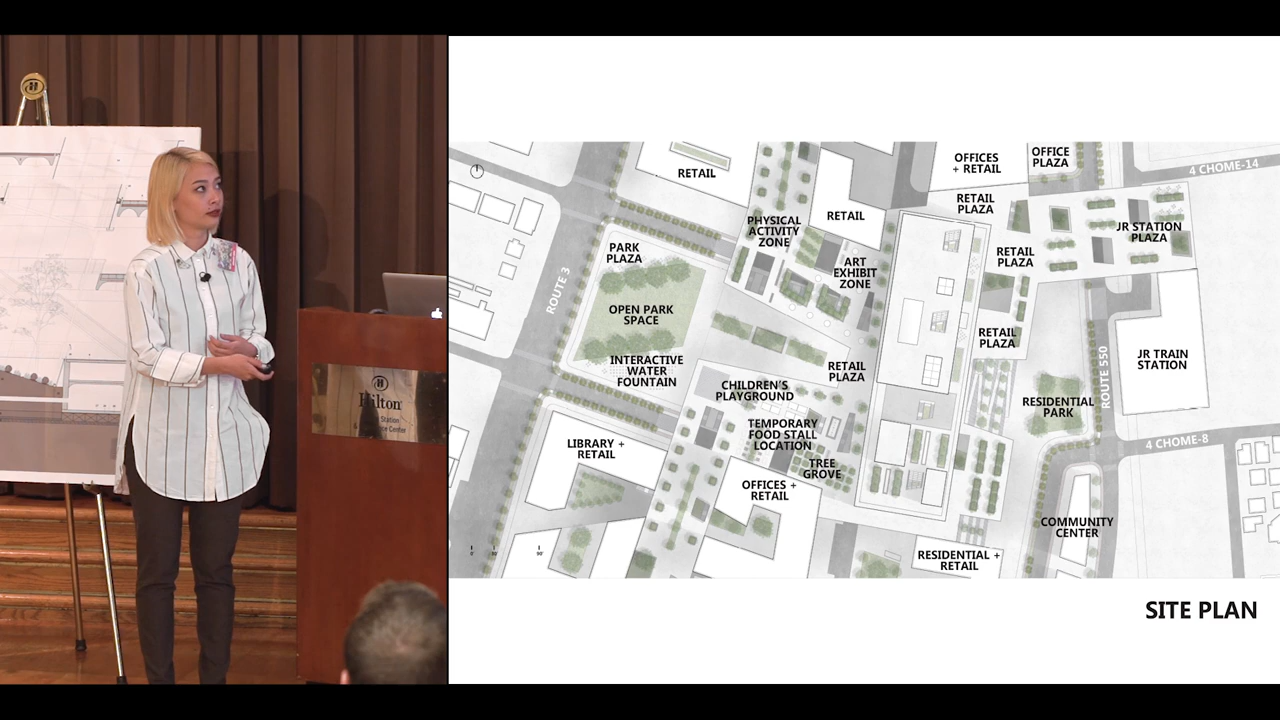 Hilton
Station
Center
RETAIL
OFFICES
+ RETAIL
OFFICE
PLAZA
4 CHOME-14
RETAIL
PLAZA
RETAIL
PHYSICAL
ACTIVITY
ZONE
JR STATION
PLAZA
PARK
PLAZA
RETAIL
PLAZA
ART
EXHIBIT
ZONE
ROUTE 3
OPEN PARK
SPACE
RETAIL
PLAZA
INTERACTIVE
WATER
FOUNTAIN
RETAIL
PLAZA
JR TRAIN
STATION
ROUTE 550
CHILDREN'S
PLAYGROUND
RESIDENTIAL
PARK
TEMPORARY
FOOD STALL
LOCATION
4 CHOME-8
LIBRARY +
RETAIL
TREE
GROVE
OFFICES +
RETAIL
COMMUNITY
CENTER
RESIDENTIAL +
RETAIL
SITE PLAN